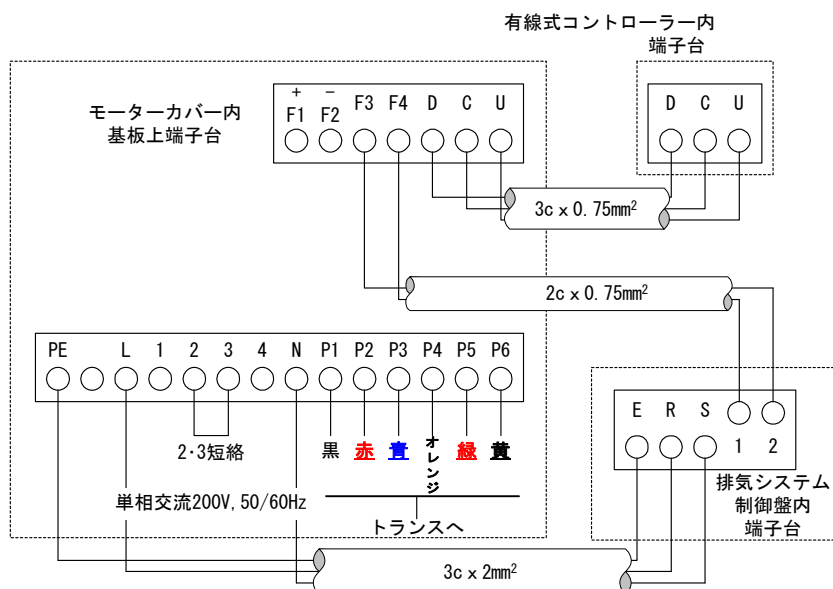 有線式コントローラー内
端子台
モーターカバー内
基板上端子台
+ −
F1 F2 F3 F4 D C U
D C U
3c x 0.75mm²
2c x 0.75mm²
PE L 1 2 3 4 N P1 P2 P3 P4 P5 P6
2・3短絡
黒 赤 青 オレンジ 緑 黄
単相交流200V, 50/60Hz
トランスへ
E R S
1 2
排気システム
制御盤内
端子台
3c x 2mm²